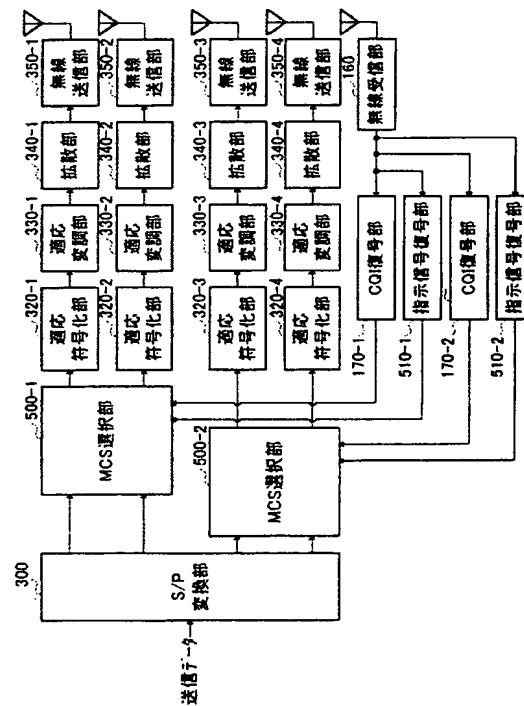 送信データ
300
S/P
変換部
500-1
MCS選択部
500-2
MCS選択部
320-1
適応
符号化部
320-2
適応
符号化部
320-3
適応
符号化部
320-4
適応
符号化部
330-1
適応
変調部
330-2
適応
変調部
330-3
適応
変調部
330-4
適応
変調部
340-1
拡散部
340-2
拡散部
340-3
拡散部
340-4
拡散部
350-1
無線
送信部
350-2
無線
送信部
350-3
無線
送信部
350-4
無線
送信部
160
無線受信部
170-1
CQI復号部
510-1
指示信号復号部
170-2
CQI復号部
510-2
指示信号復号部